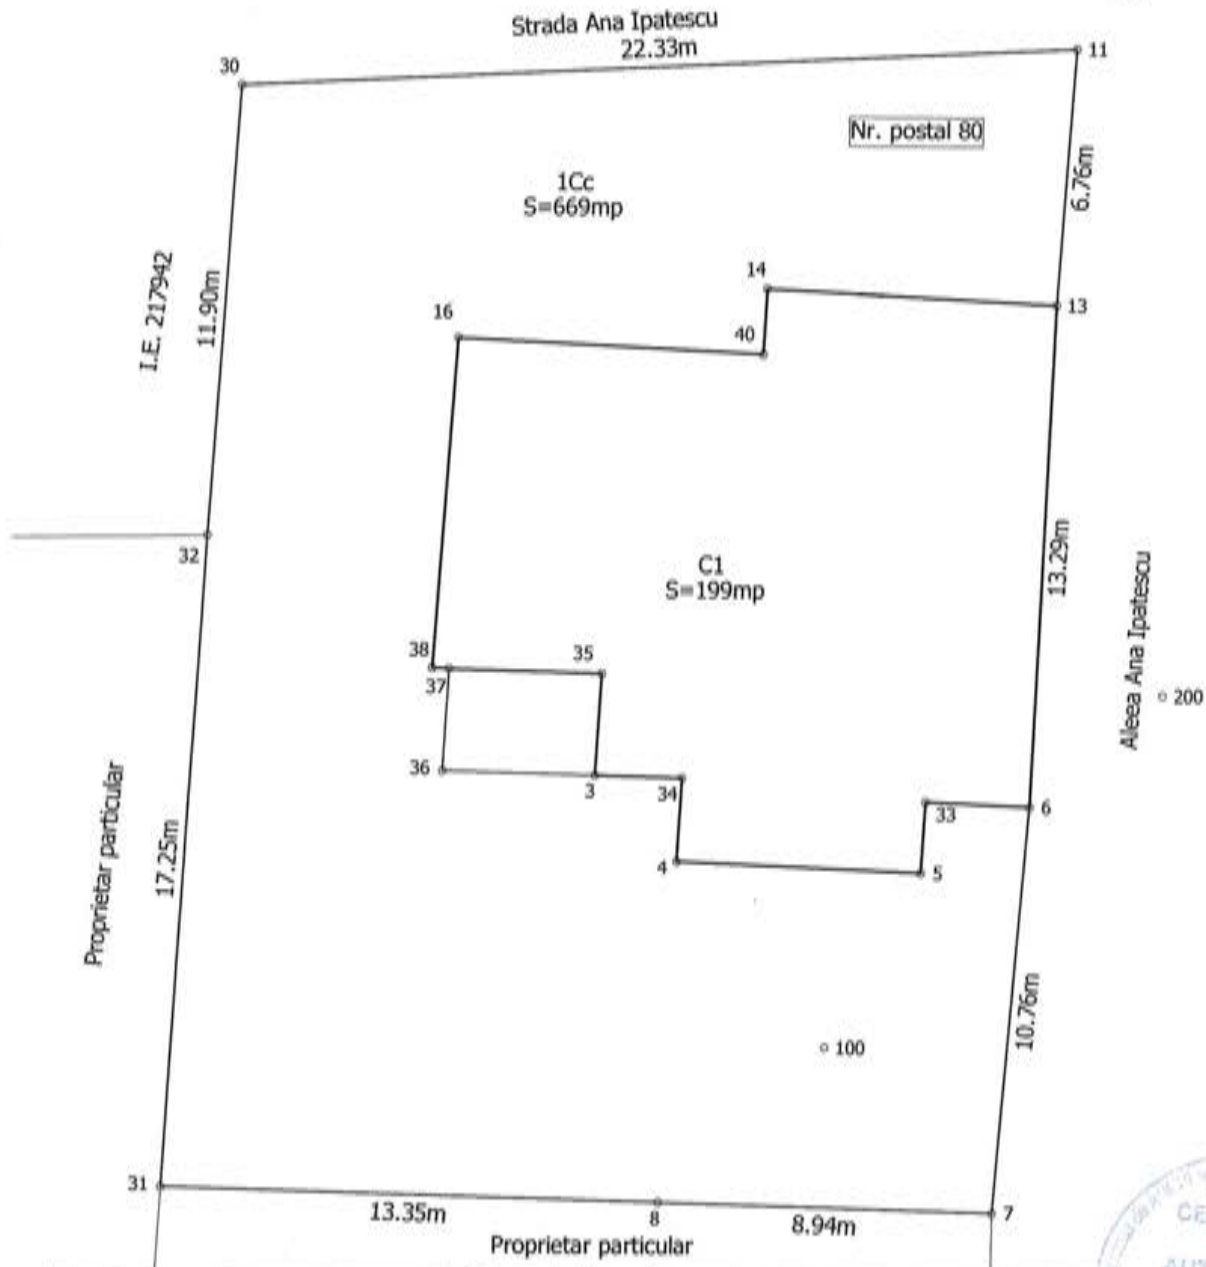 Strada Ana Ipatescu
22.33m
30
11
Nr. postal 80
6.76m
1Cc
S=669mp
I.E. 217942
11.90m
14
13
16
40
32
C1
S=199mp
13.29m
Aleea Ana Ipatescu
200
38
35
37
36
3
34
33
6
4
5
Proprietar particular
17.25m
10.76m
100
31
13.35m
8
8.94m
7
Proprietar particular